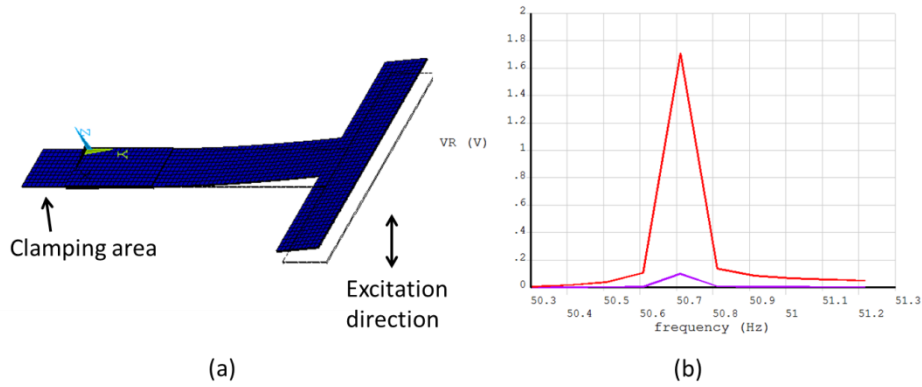 Z
Y
Clamping area
Excitation
direction
(a)
VR (V)
2
1.8
1.6
1.4
1.2
1
.8
.6
.4
.2
0
50.3 50.5 50.7 50.9 51.1 51.3
50.4 50.6 50.8 51 51.2
frequency (Hz)
(b)